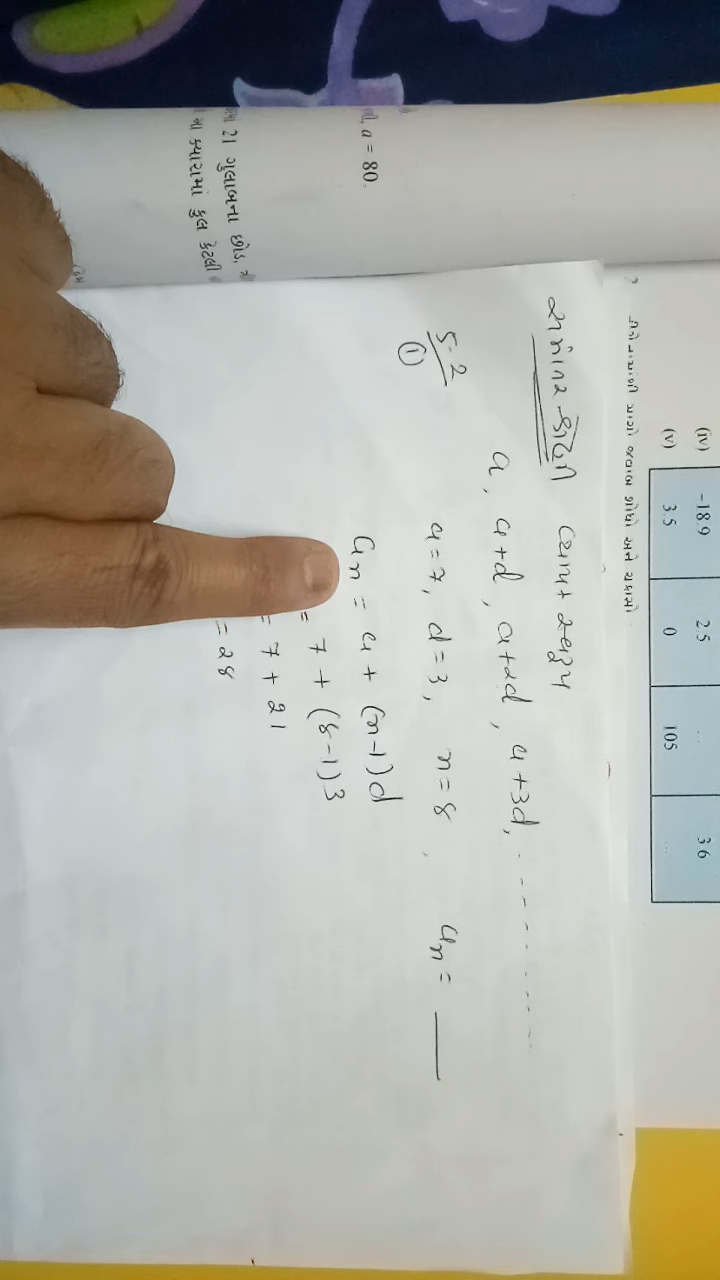 (iv) -18.9 2.5 ... 3.6
(v) 3.5 0 105 ...
સમાંતર શ્રેણી વ્યાપક સ્વરૂપ
a, a+d, a+2d, a+3d, - - - - - - - - -
5.2
① a = 7, d = 3, n = 8, an = ___
an = a + (n-1)d
= 7 + (8-1)3
= 7 + 21
= 28
a = 80.
21 ગુલાબના છોડ,
ક્યારામાં કુલ કેટલી